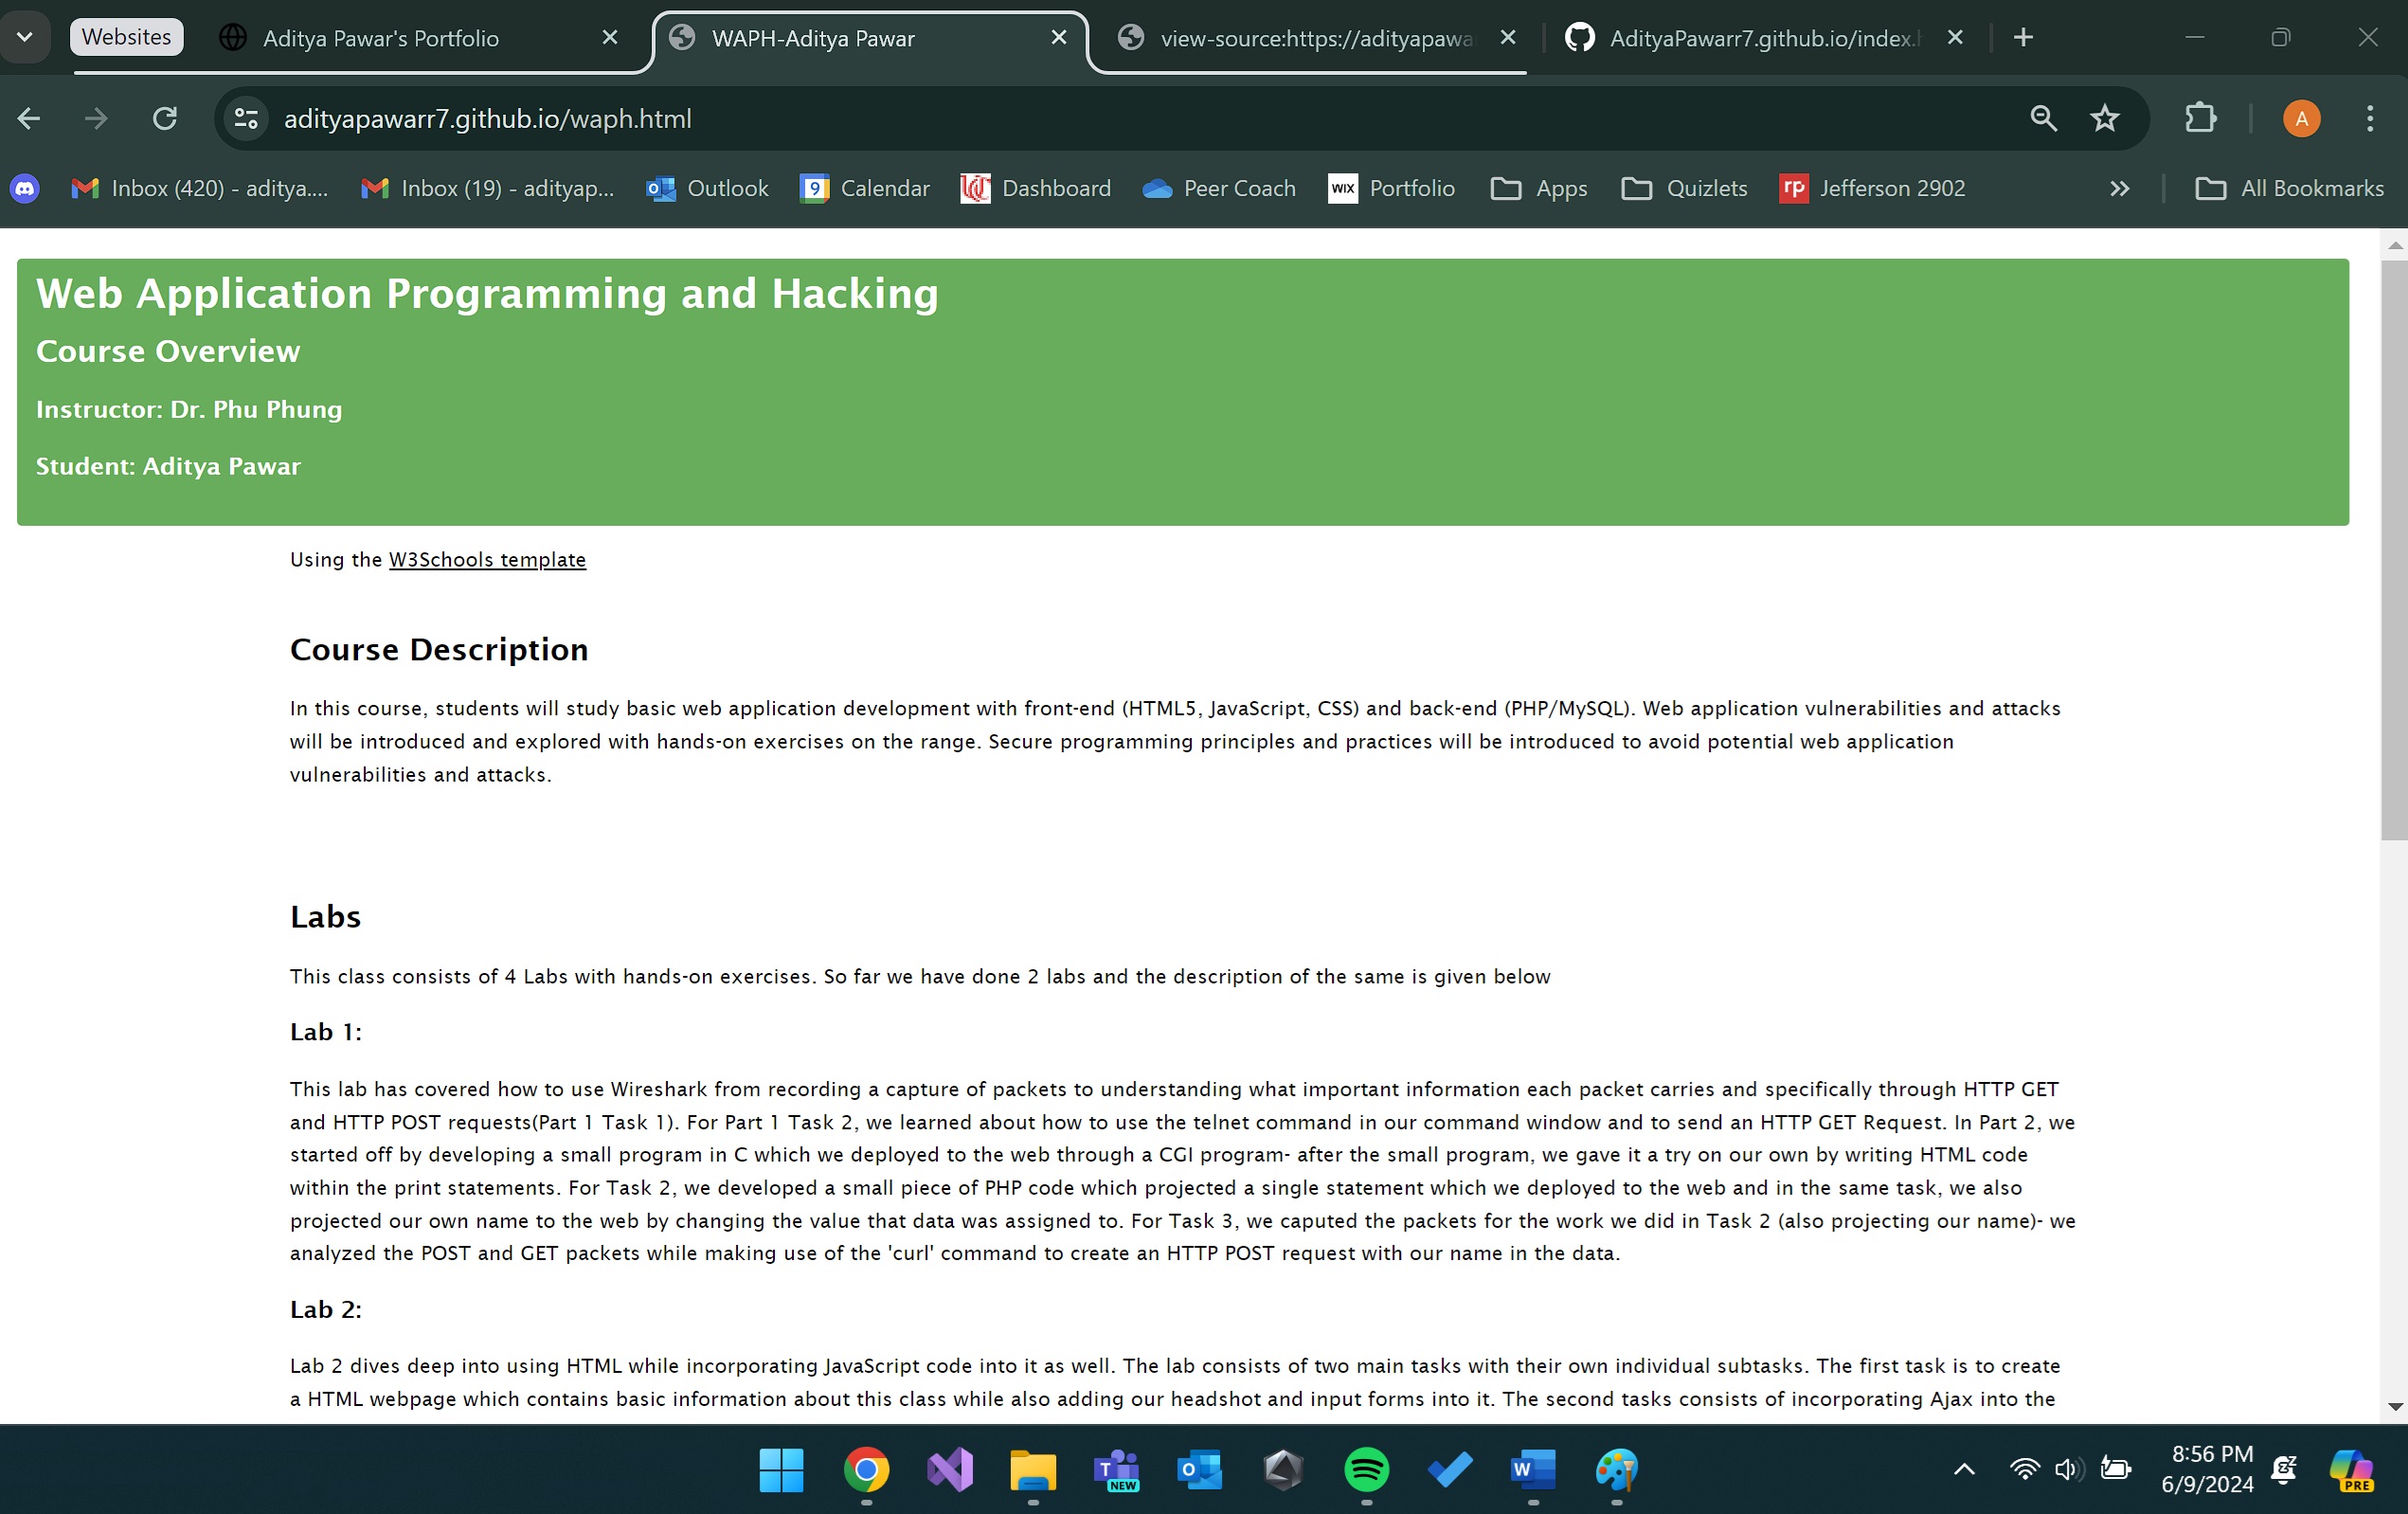 Websites
Aditya Pawar's Portfolio
WAPH-Aditya Pawar
view-source:https://adityapawa
AdityaPawarr7.github.io/index.h
adityapawarr7.github.io/waph.html
A
Inbox (420) - aditya....
Inbox (19) - adityap...
Outlook
9
Calendar
Dashboard
Peer Coach
WIX
Portfolio
Apps
Quizlets
rp
Jefferson 2902
All Bookmarks
Web Application Programming and Hacking
Course Overview
Instructor: Dr. Phu Phung
Student: Aditya Pawar
Using the W3Schools template
Course Description
In this course, students will study basic web application development with front-end (HTML5, JavaScript, CSS) and back-end (PHP/MySQL). Web application vulnerabilities and attacks
will be introduced and explored with hands-on exercises on the range. Secure programming principles and practices will be introduced to avoid potential web application
vulnerabilities and attacks.
Labs
This class consists of 4 Labs with hands-on exercises. So far we have done 2 labs and the description of the same is given below
Lab 1:
This lab has covered how to use Wireshark from recording a capture of packets to understanding what important information each packet carries and specifically through HTTP GET
and HTTP POST requests(Part 1 Task 1). For Part 1 Task 2, we learned about how to use the telnet command in our command window and to send an HTTP GET Request. In Part 2, we
started off by developing a small program in C which we deployed to the web through a CGI program- after the small program, we gave it a try on our own by writing HTML code
within the print statements. For Task 2, we developed a small piece of PHP code which projected a single statement which we deployed to the web and in the same task, we also
projected our own name to the web by changing the value that data was assigned to. For Task 3, we caputed the packets for the work we did in Task 2 (also projecting our name)- we
analyzed the POST and GET packets while making use of the 'curl' command to create an HTTP POST request with our name in the data.
Lab 2:
Lab 2 dives deep into using HTML while incorporating JavaScript code into it as well. The lab consists of two main tasks with their own individual subtasks. The first task is to create
a HTML webpage which contains basic information about this class while also adding our headshot and input forms into it. The second tasks consists of incorporating Ajax into the
T
NEW
O
W
8:56 PM
6/9/2024
PRE